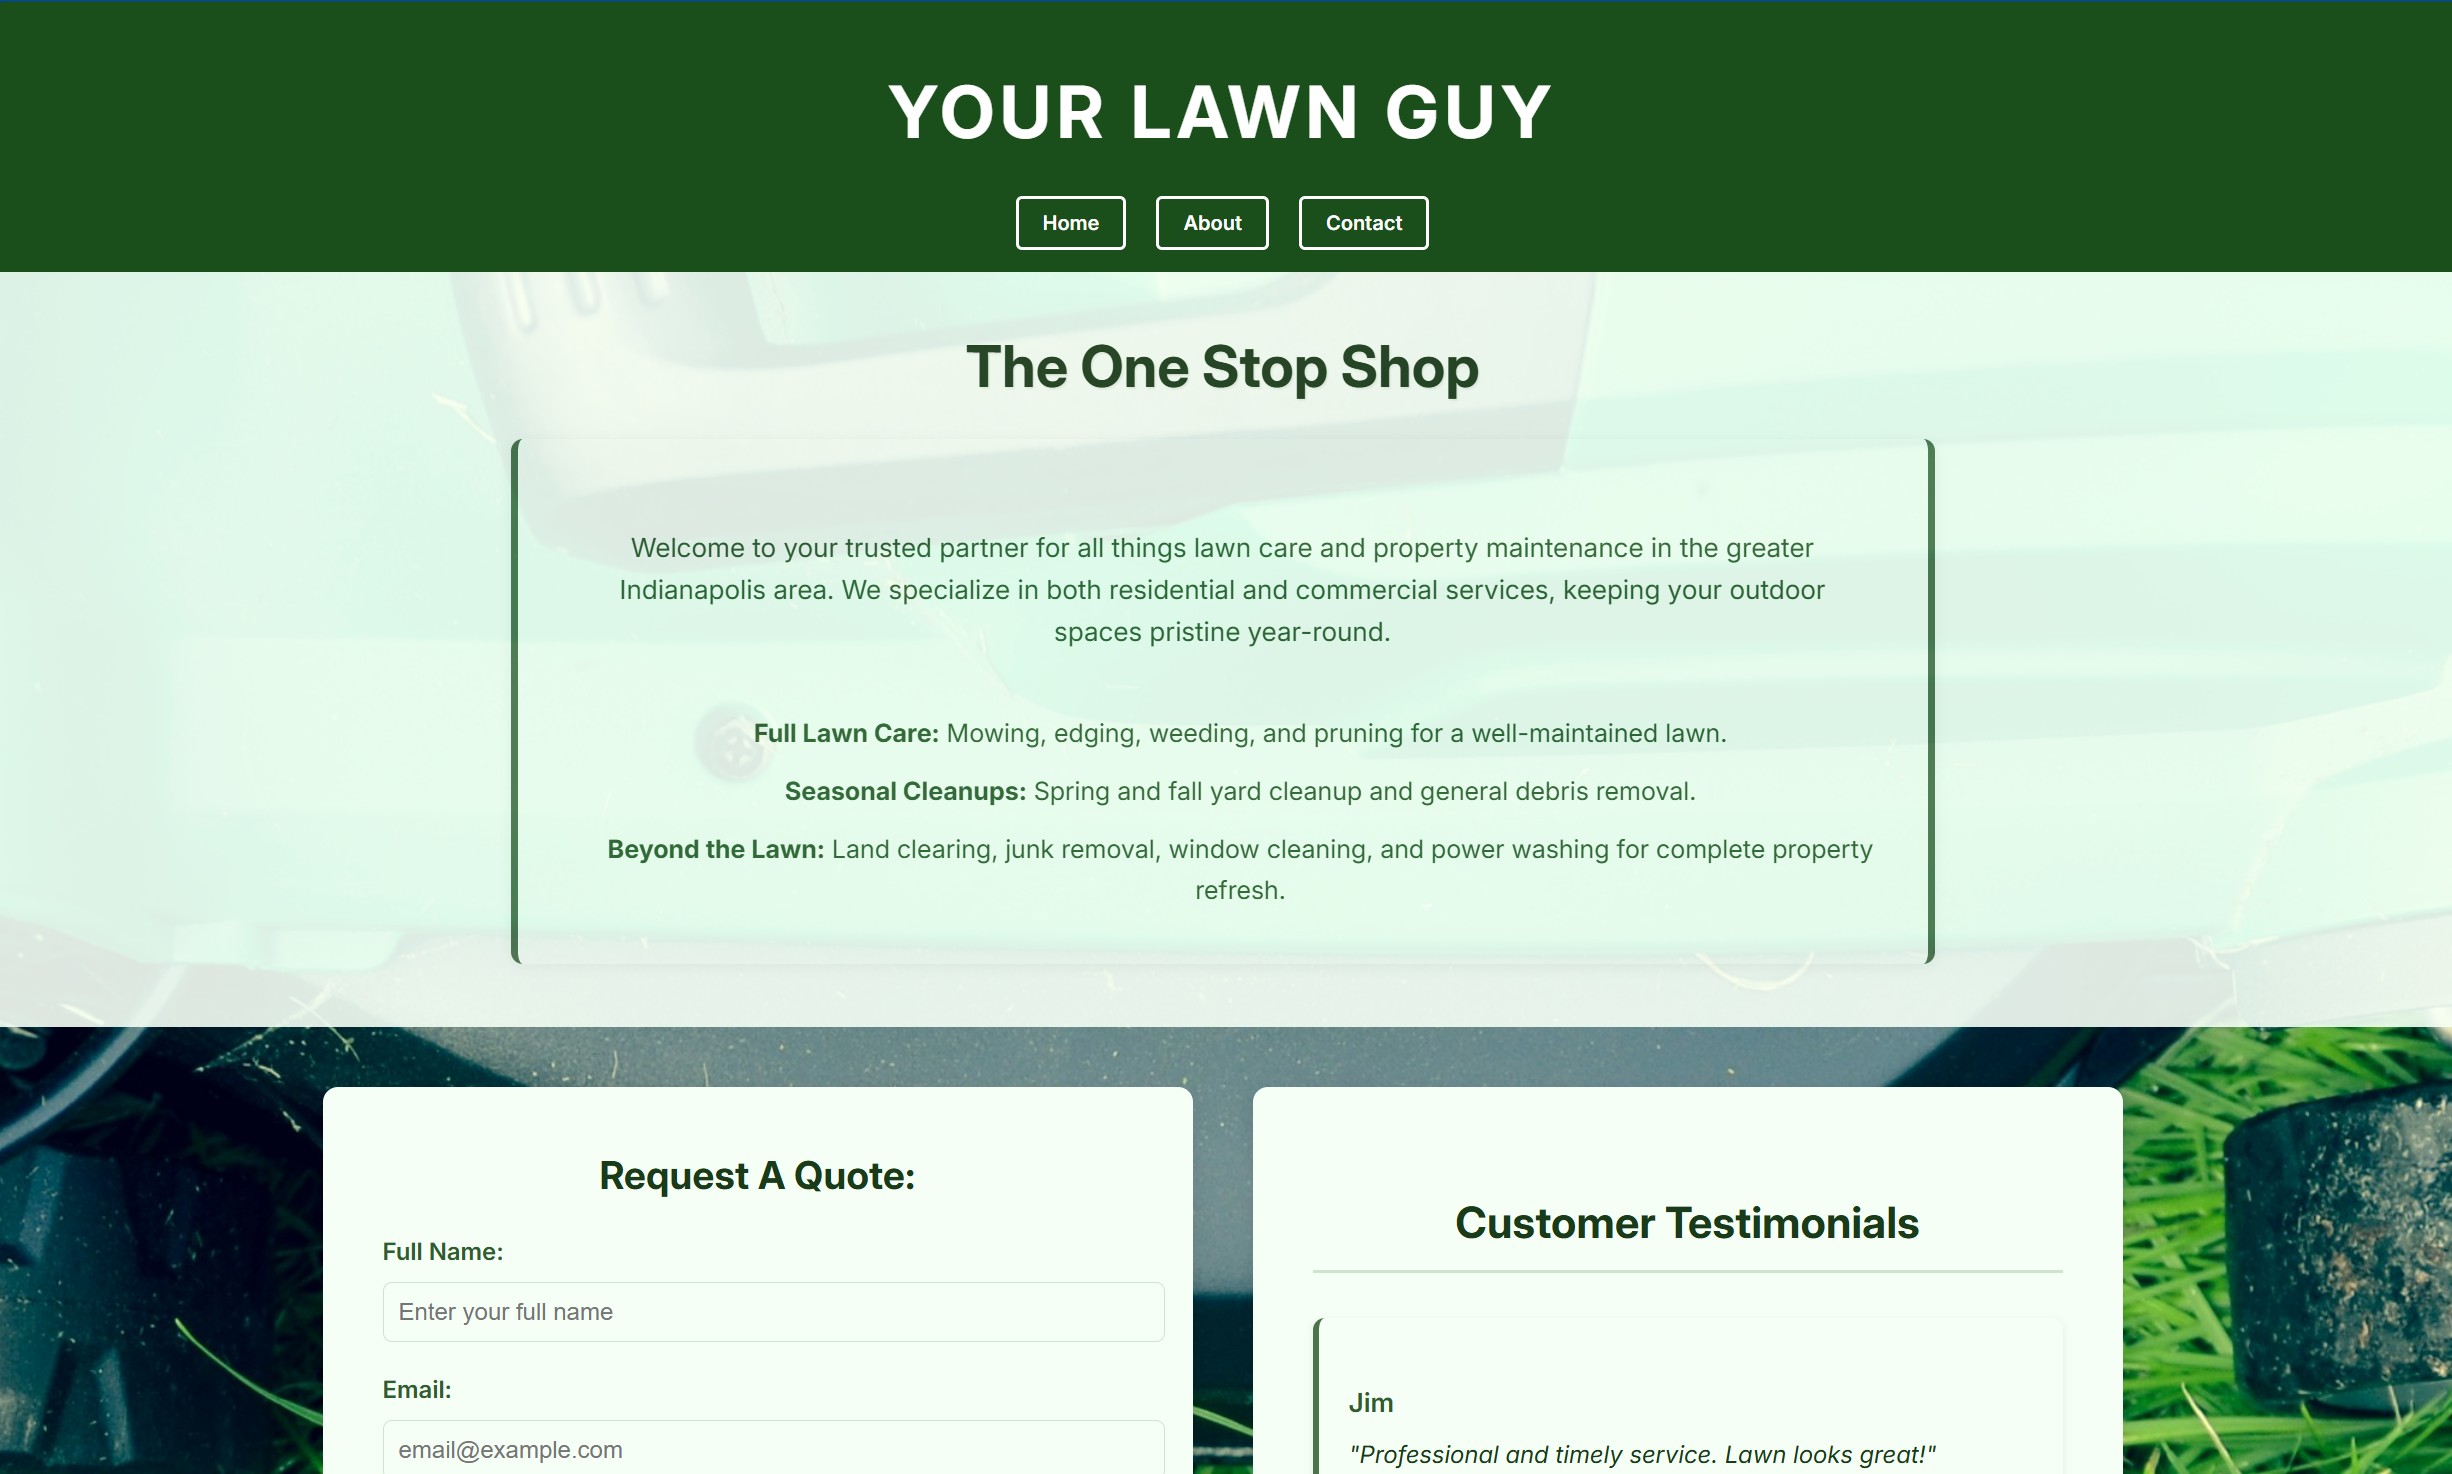 YOUR LAWN GUY
Home
About
Contact
The One Stop Shop
Welcome to your trusted partner for all things lawn care and property maintenance in the greater
Indianapolis area. We specialize in both residential and commercial services, keeping your outdoor
spaces pristine year-round.
Full Lawn Care: Mowing, edging, weeding, and pruning for a well-maintained lawn.
Seasonal Cleanups: Spring and fall yard cleanup and general debris removal.
Beyond the Lawn: Land clearing, junk removal, window cleaning, and power washing for complete property
refresh.
Request A Quote:
Full Name:
Enter your full name
Email:
email@example.com
Customer Testimonials
Jim
"Professional and timely service. Lawn looks great!"